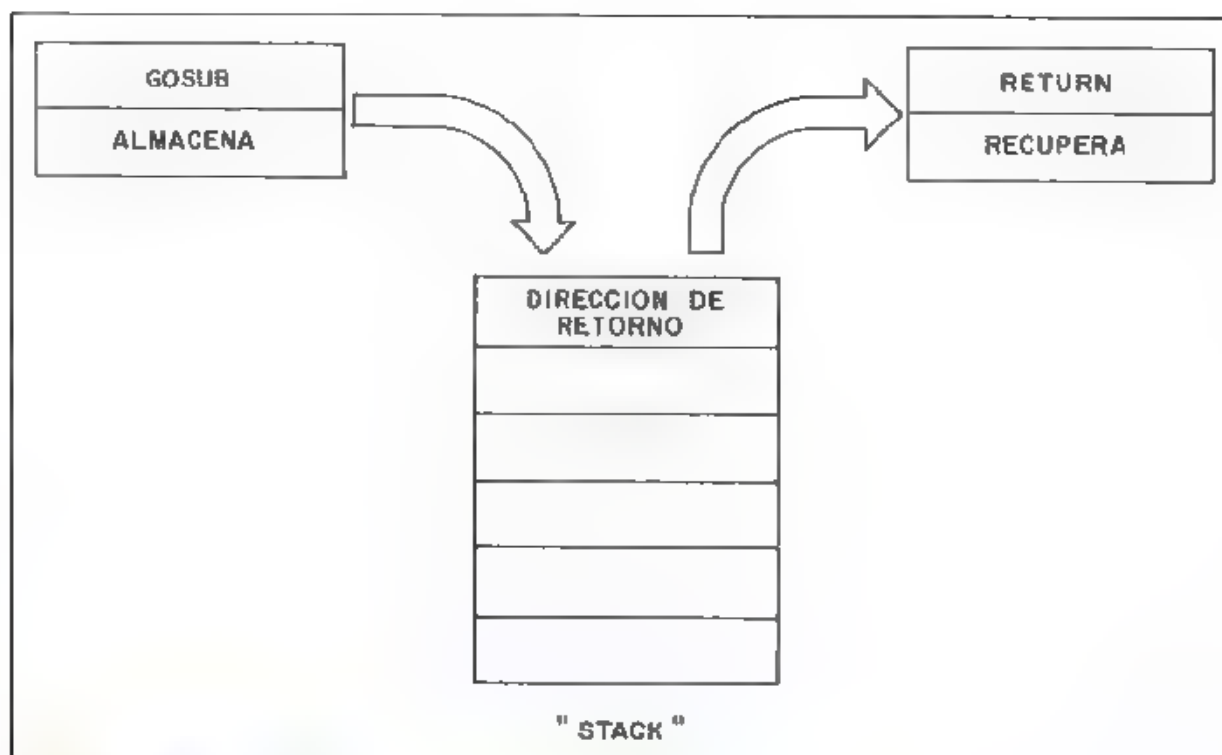 GOSUB
ALMACENA
RETURN
RECUPERA
DIRECCION DE
RETORNO
" STACK "